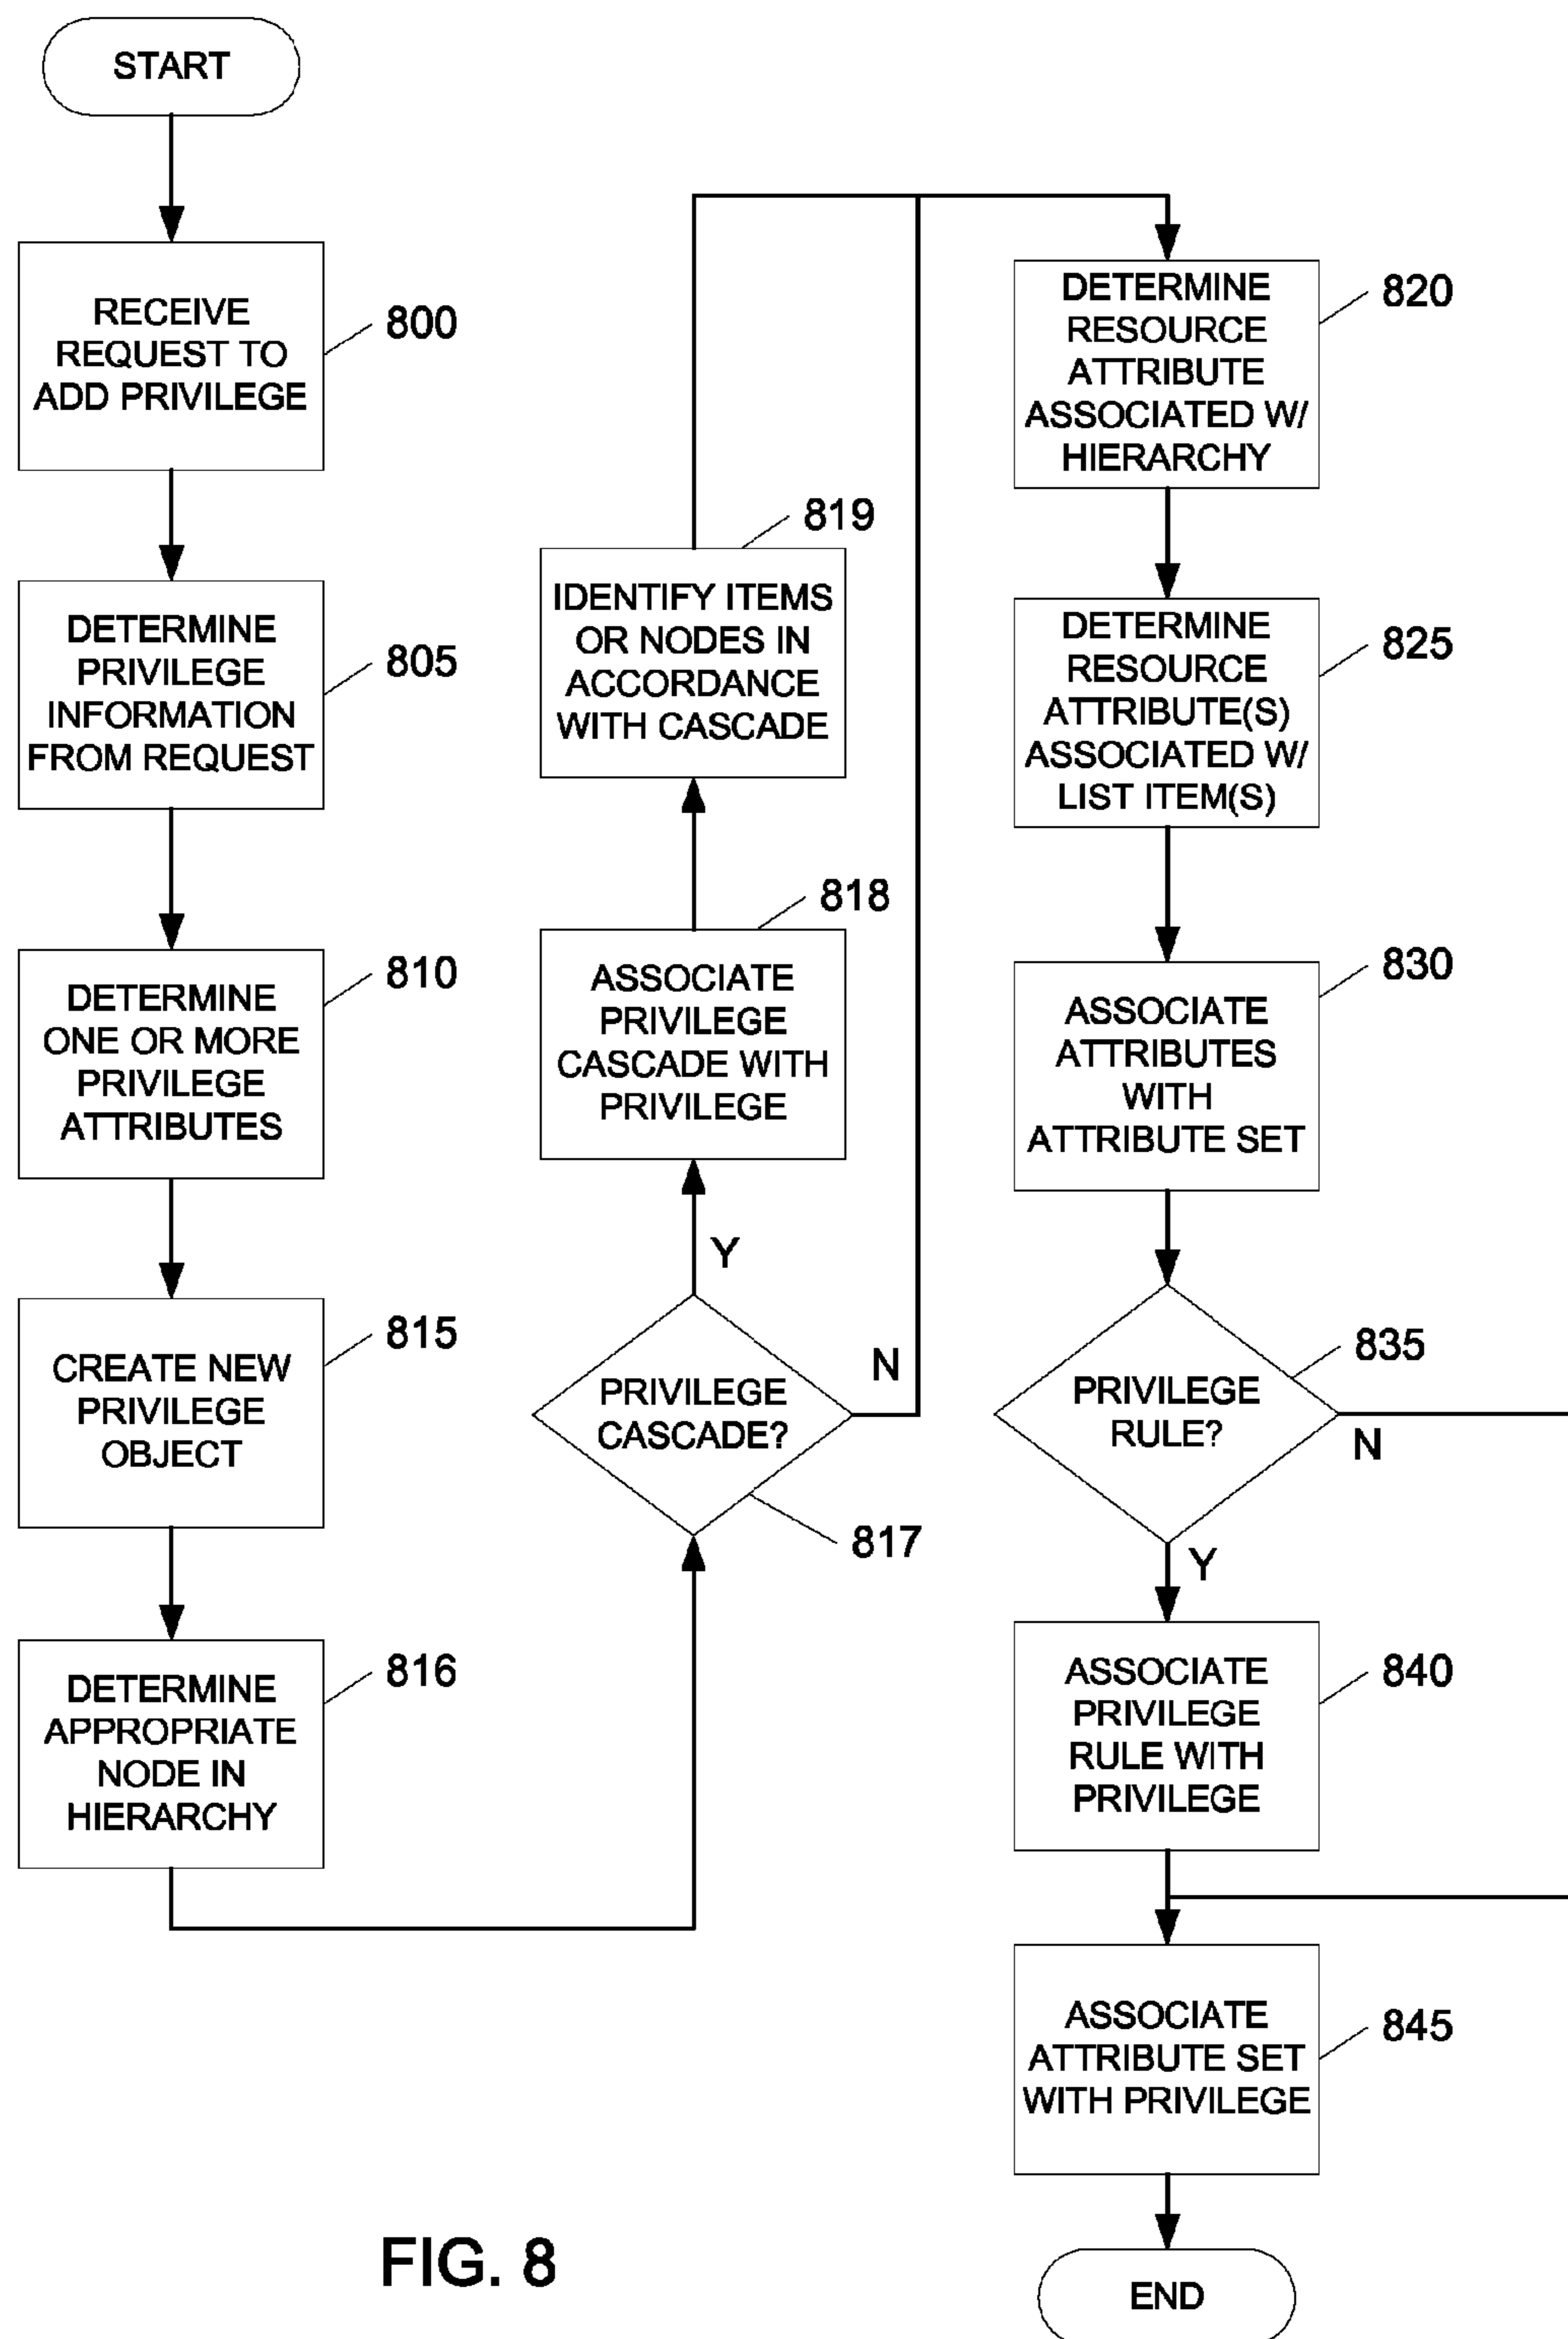 START
RECEIVE
REQUEST TO
ADD PRIVILEGE
800
DETERMINE
PRIVILEGE
INFORMATION
FROM REQUEST
805
DETERMINE
ONE OR MORE
PRIVILEGE
ATTRIBUTES
810
CREATE NEW
PRIVILEGE
OBJECT
815
DETERMINE
APPROPRIATE
NODE IN
HIERARCHY
816
PRIVILEGE
CASCADE?
817
Y
N
ASSOCIATE
PRIVILEGE
CASCADE WITH
PRIVILEGE
818
IDENTIFY ITEMS
OR NODES IN
ACCORDANCE
WITH CASCADE
819
DETERMINE
RESOURCE
ATTRIBUTE
ASSOCIATED W/
HIERARCHY
820
DETERMINE
RESOURCE
ATTRIBUTE(S)
ASSOCIATED W/
LIST ITEM(S)
825
ASSOCIATE
ATTRIBUTES
WITH
ATTRIBUTE SET
830
PRIVILEGE
RULE?
835
N
Y
ASSOCIATE
PRIVILEGE
RULE WITH
PRIVILEGE
840
ASSOCIATE
ATTRIBUTE SET
WITH PRIVILEGE
845
END
FIG. 8